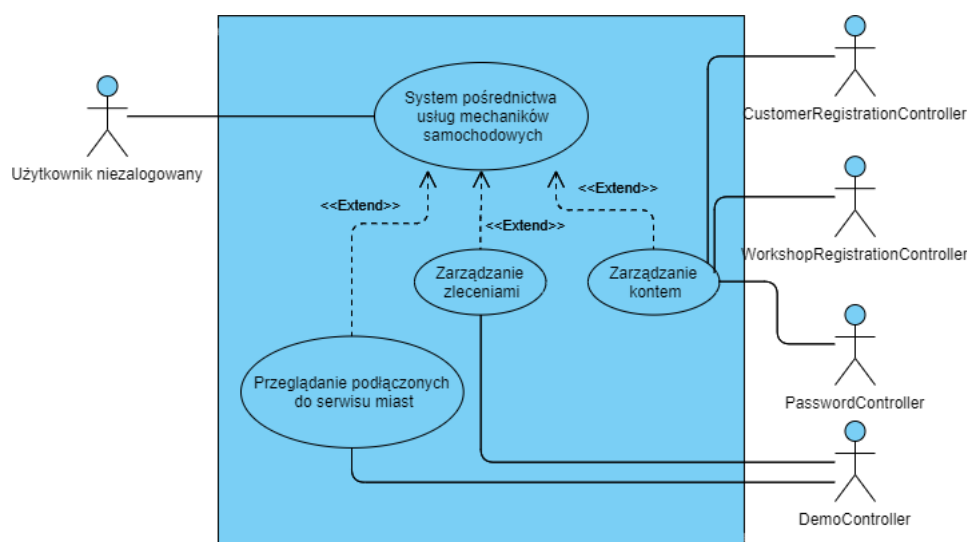 System pośrednictwa
usług mechaników
samochodowych
Użytkownik niezalogowany
CustomerRegistrationController
<<Extend>>
<<Extend>>
<<Extend>>
WorkshopRegistrationController
Zarządzanie
zleceniami
Zarządzanie
kontem
Przeglądanie podłączonych
do serwisu miast
PasswordController
DemoController